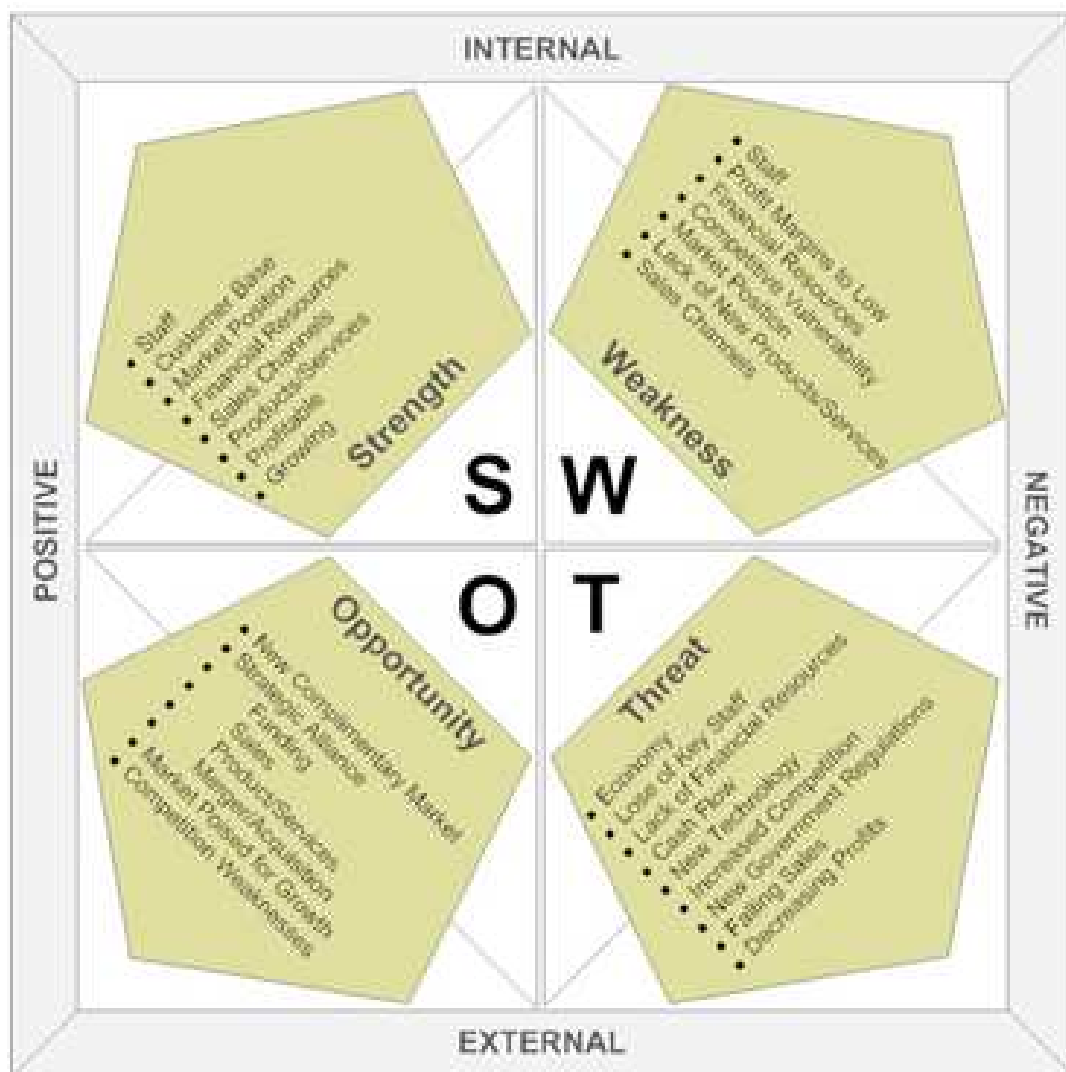 INTERNAL
POSITIVE
NEGATIVE
EXTERNAL
S
W
O
T
• Staff
• Customer Base
• Market Position
• Financial Resources
• Sales Channels
• Products/Services
• Profitable
• Growing
Strength
• Staff
• Profit Margins to Low
• Financial Resources
• Competitive Vulnerability
• Market Position
• Lack of New Products/Services
• Sales Channels
Weakness
Opportunity
• New Complimentary Market
• Strategic Alliance
• Funding
• Sales
• Produce/Services
• Merger/Acquisition
• Market Poised for Growth
• Competition Weaknesses
Threat
• Economy
• Lose of Key Staff
• Lack of Financial Resources
• Cash Flow
• New Technology
• Increased Competition
• New Government Regulations
• Falling Sales
• Decreasing Profits